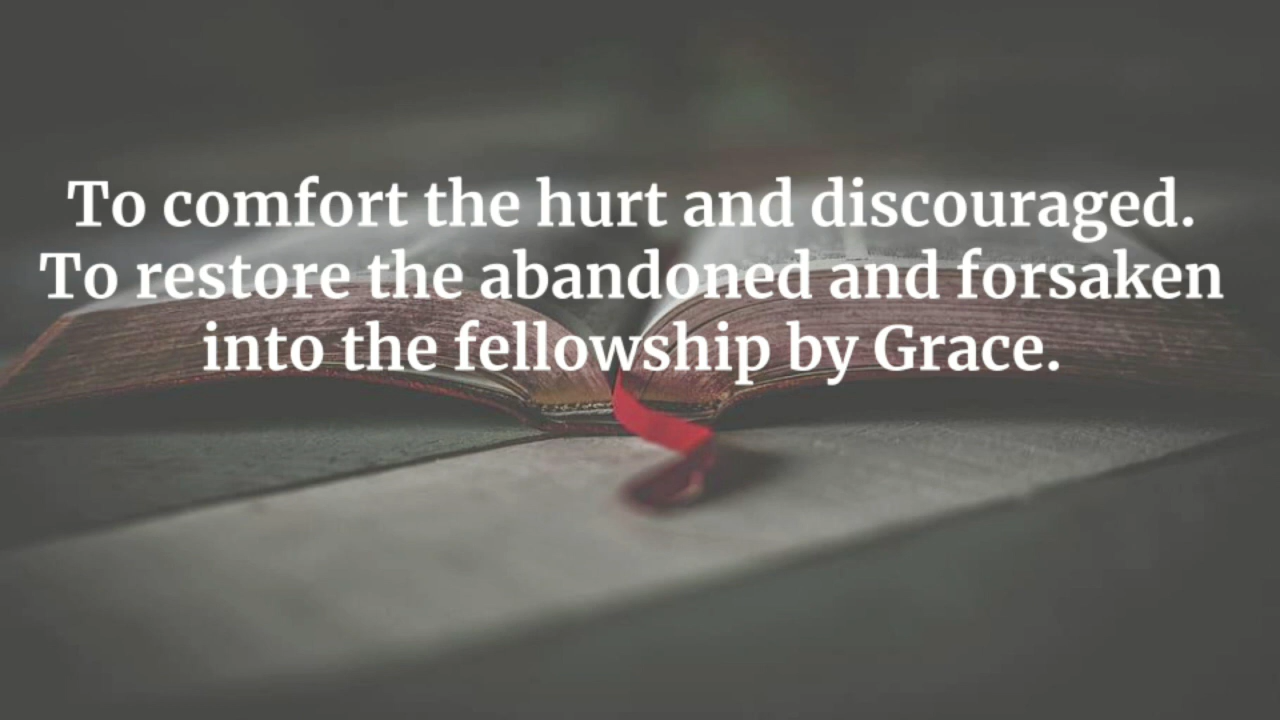 To comfort the hurt and discouraged.
To restore the abandoned and forsaken
into the fellowship by Grace.